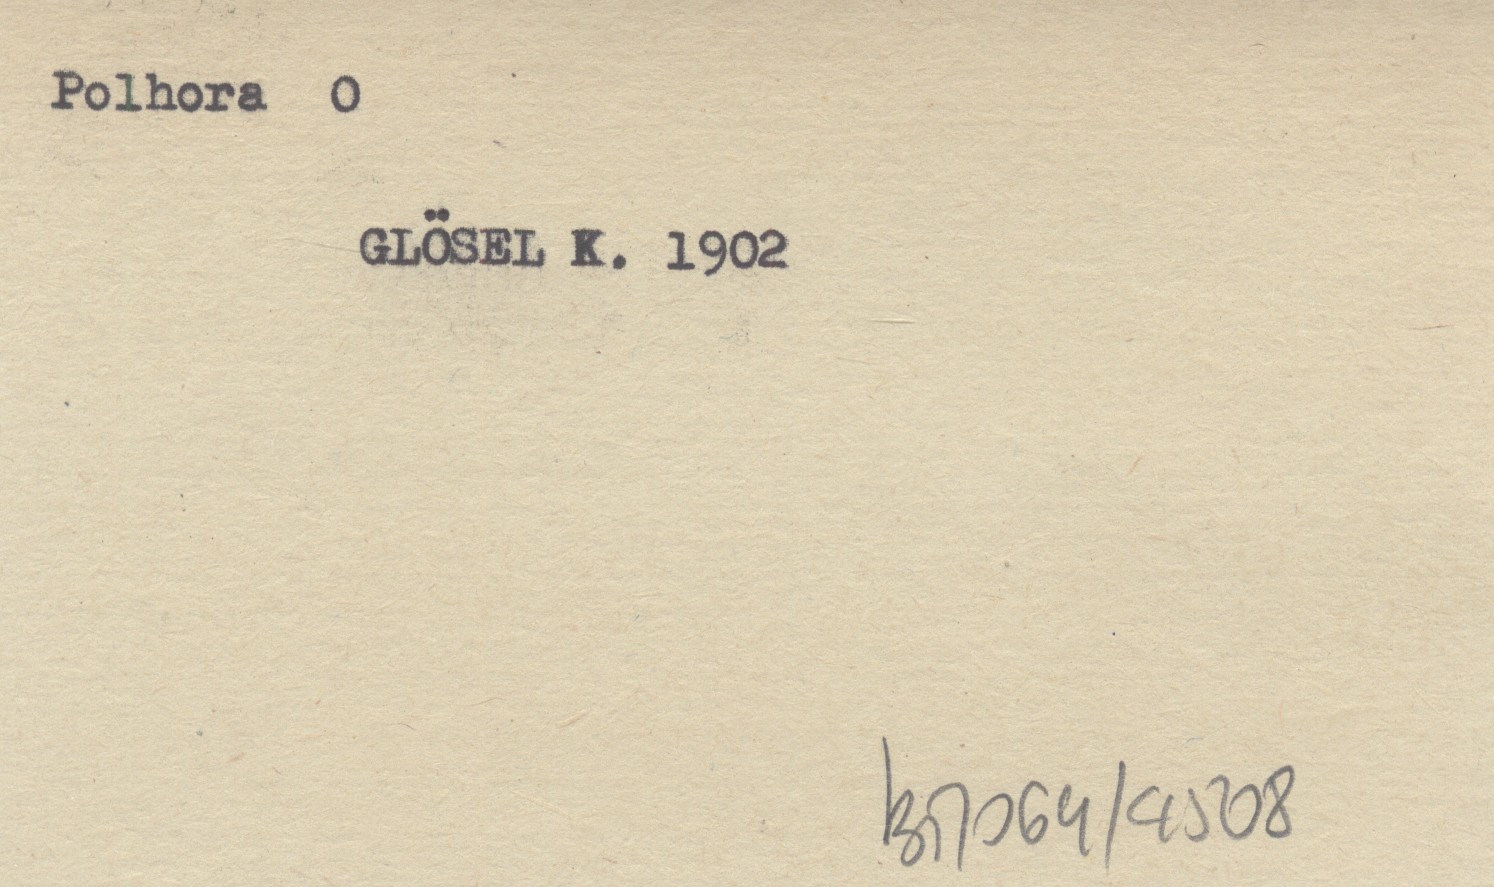 Polhora O
GLÖSEL K. 1902